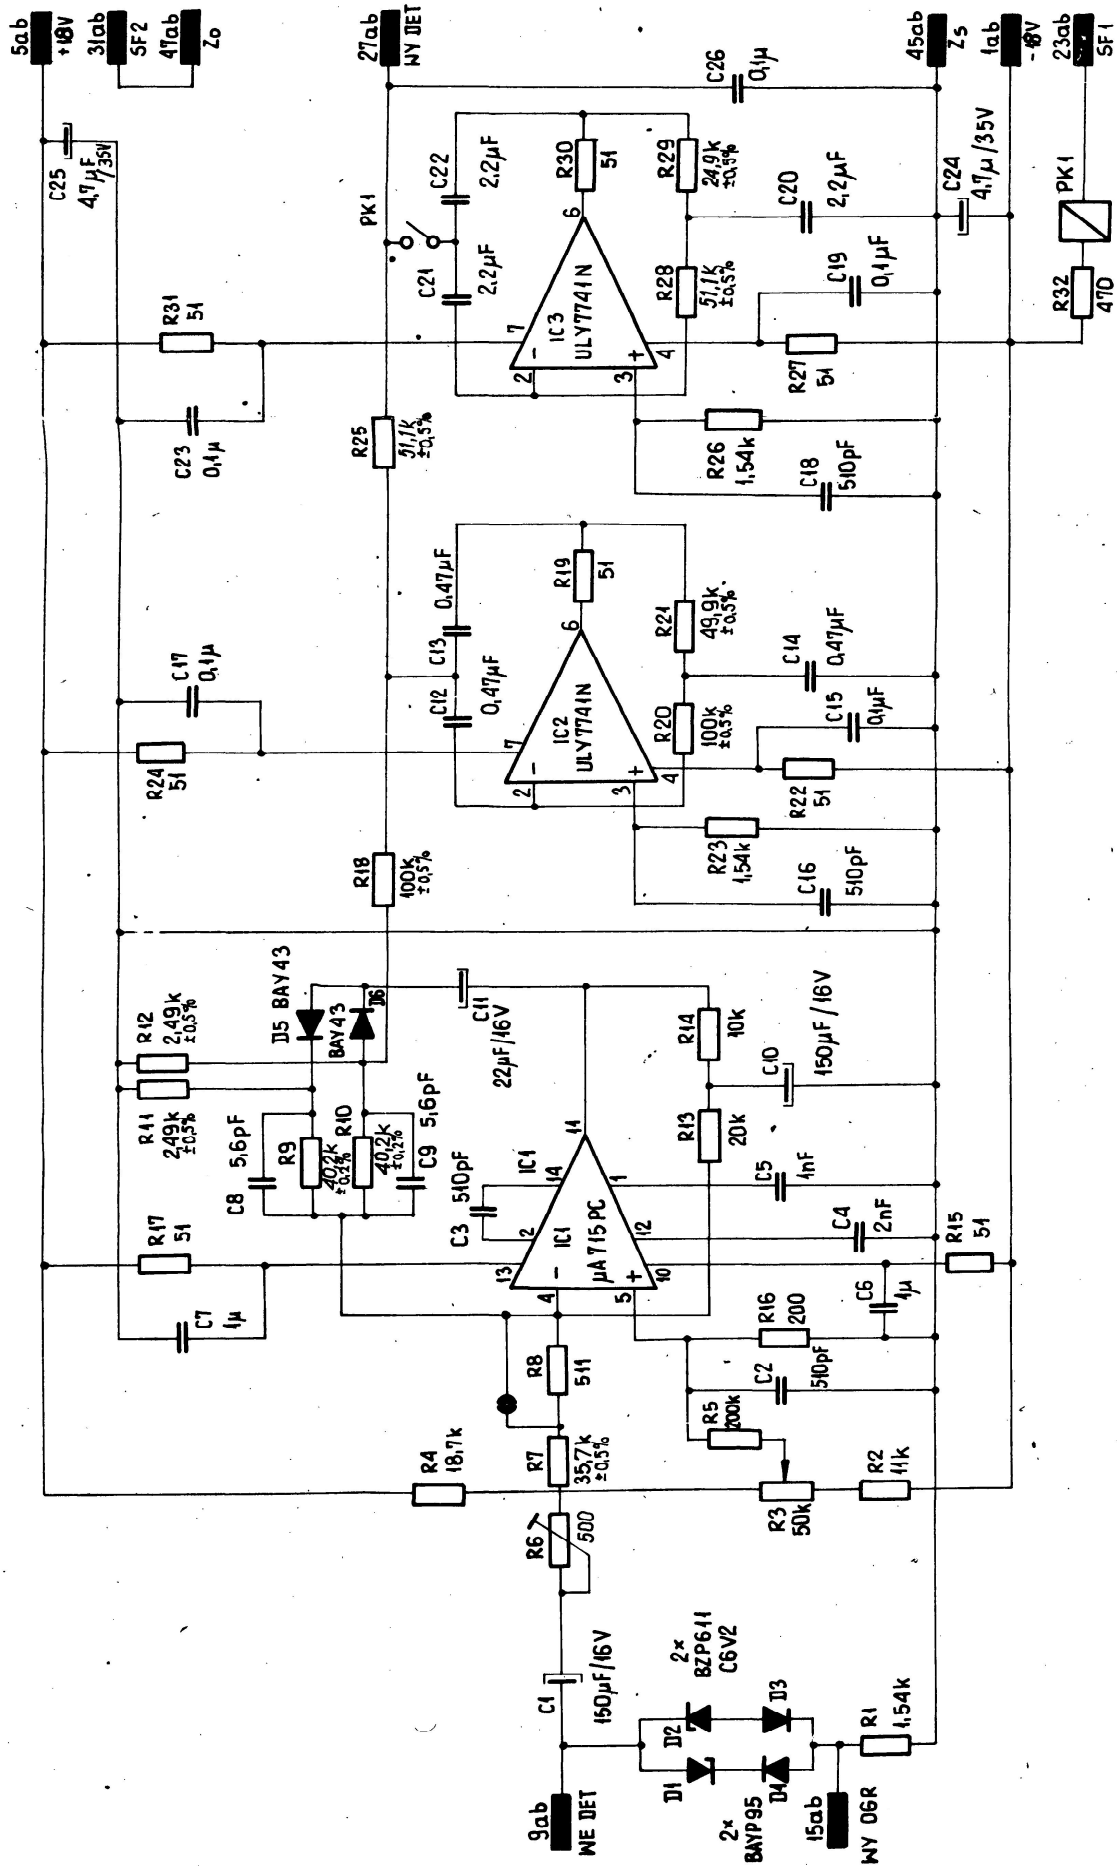 5ab
+18V
31ab
SF2
47ab
Zo
27ab
WY DET
45ab
Zs
1ab
-18V
23ab
SF1
C25
4,7µF/35V
C26
0,1µ
C22
2,2µF
R30
51
R29
24,9k
±0,5%
C20
2,2µF
C24
4,7µ/35V
PK1
PK1
C21
2,2µF
6
R28
51,1k
±0,5%
C19
0,1µF
R32
470
R31
51
7
IC3
ULY7741N
2
-
3
+
4
R27
51
C23
0,1µ
R25
51,1k
±0,5%
R26
1,54k
C18
510pF
C13
0,47µF
R19
51
R21
49,9k
±0,5%
C14
0,47µF
C17
0,1µ
C12
0,47µF
6
R20
100k
±0,5%
C15
0,1µF
R24
51
7
IC2
ULY7741N
2
-
3
+
4
R22
51
R18
100k
±0,5%
R23
1,54k
C16
510pF
D5 BAY43
BAY43
D6
R12
2,49k
±0,5%
C11
22µF/16V
R14
10k
C10
150µF/16V
R11
2,49k
±0,5%
C8
5,6pF
R9
40,2k
±0,2%
R10
40,2k
±0,2%
C9
5,6pF
R13
20k
C3
510pF
IC1
11
14
2
1
12
C5
1nF
C4
2nF
R17
51
C7
1µ
13
IC1
µA715PC
4
-
5
+
10
R15
51
C6
1µ
R16
200
R8
511
C2
510pF
R5
200k
R4
18,7k
R7
35,7k
±0,5%
R3
50k
R2
11k
R6
500
C1
150µF/16V
2x
BZP611
C6V2
D2
D3
D1
D4
2x
BAYP95
R1
1,54k
9ab
WE DET
15ab
WY OGR